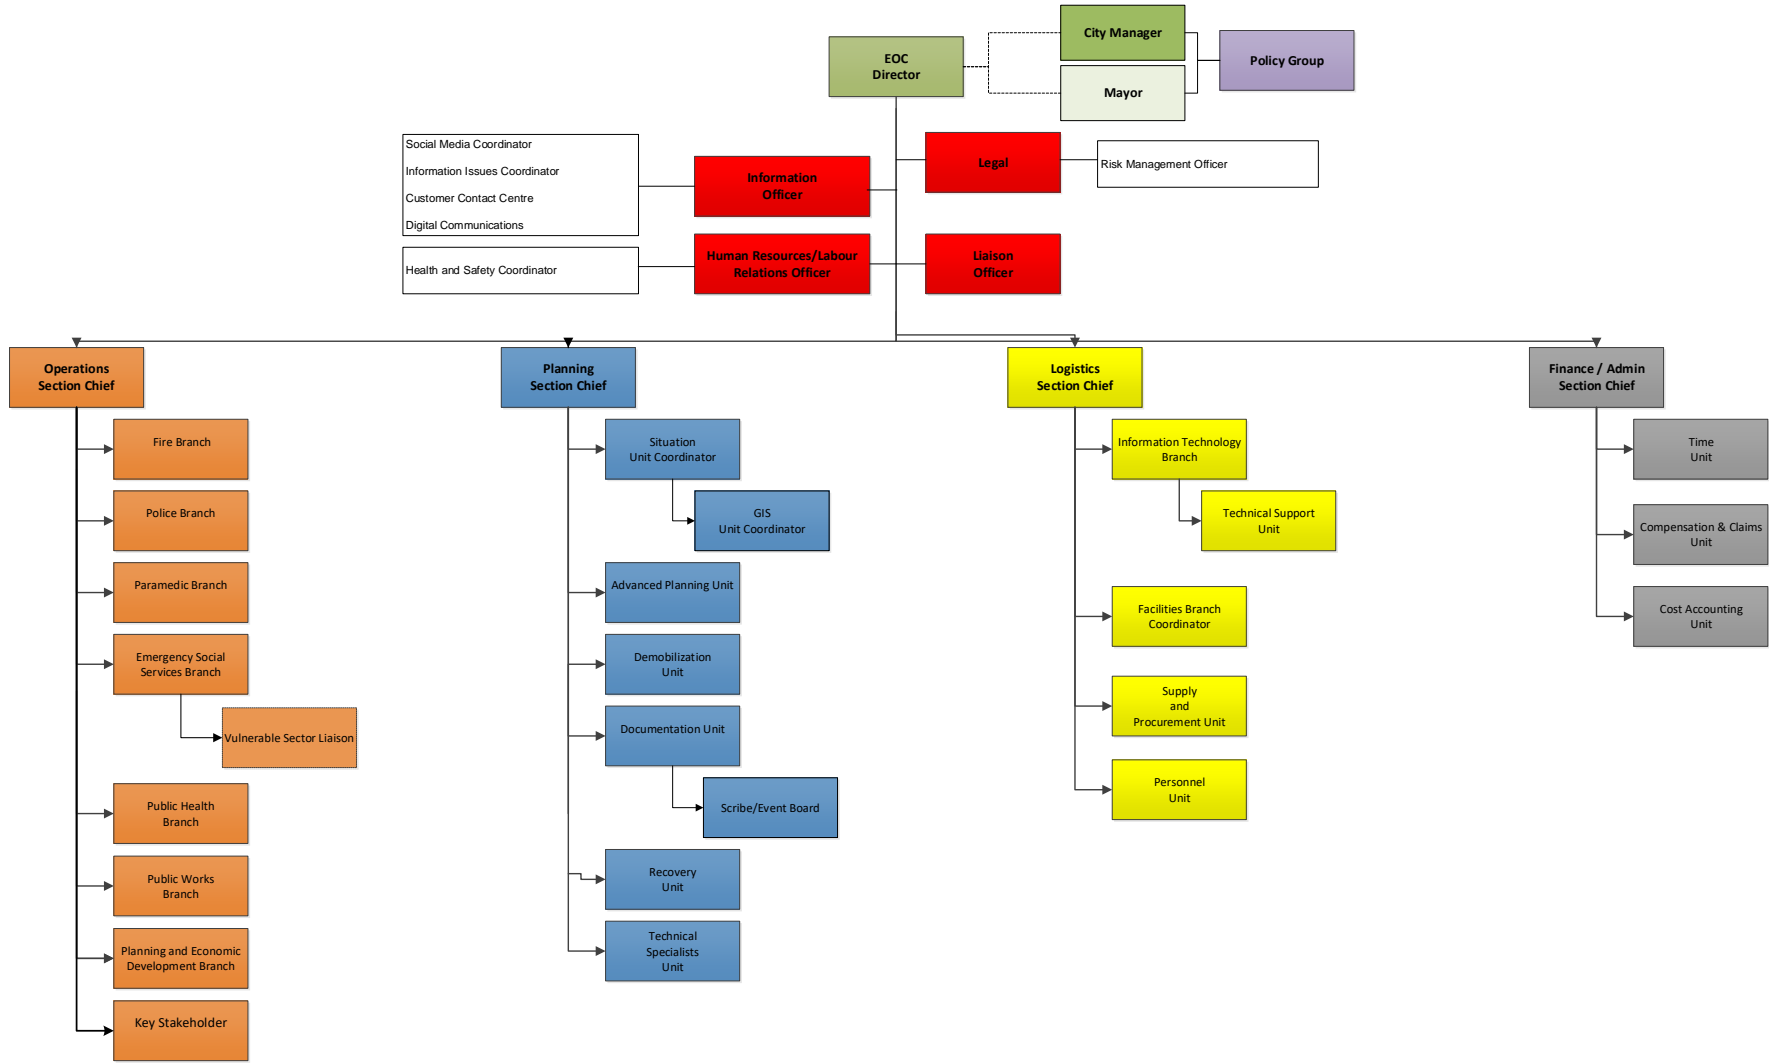 City Manager
EOC
Director
Policy Group
Mayor
Social Media Coordinator
Information Issues Coordinator
Customer Contact Centre
Digital Communications
Information
Officer
Legal
Risk Management Officer
Health and Safety Coordinator
Human Resources/Labour
Relations Officer
Liaison
Officer
Operations
Section Chief
Fire Branch
Police Branch
Paramedic Branch
Emergency Social
Services Branch
Vulnerable Sector Liaison
Public Health
Branch
Public Works
Branch
Planning and Economic
Development Branch
Key Stakeholder
Planning
Section Chief
Situation
Unit Coordinator
GIS
Unit Coordinator
Advanced Planning Unit
Demobilization
Unit
Documentation Unit
Scribe/Event Board
Recovery
Unit
Technical
Specialists
Unit
Logistics
Section Chief
Information Technology
Branch
Technical Support
Unit
Facilities Branch
Coordinator
Supply
and
Procurement Unit
Personnel
Unit
Finance / Admin
Section Chief
Time
Unit
Compensation & Claims
Unit
Cost Accounting
Unit